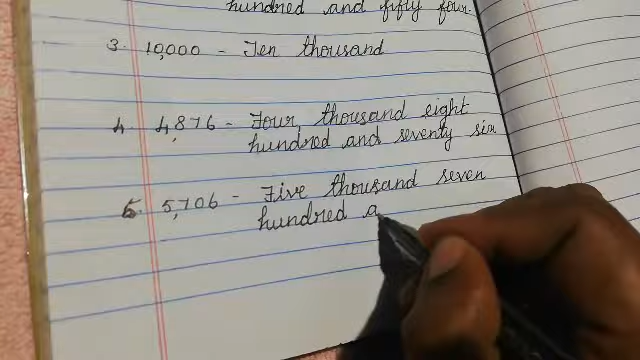 hundred and fifty four.
3. 10,000 - Ten thousand
4. 4,876 - Four thousand eight
hundred and seventy six
5. 5,706 - Five thousand seven
hundred a